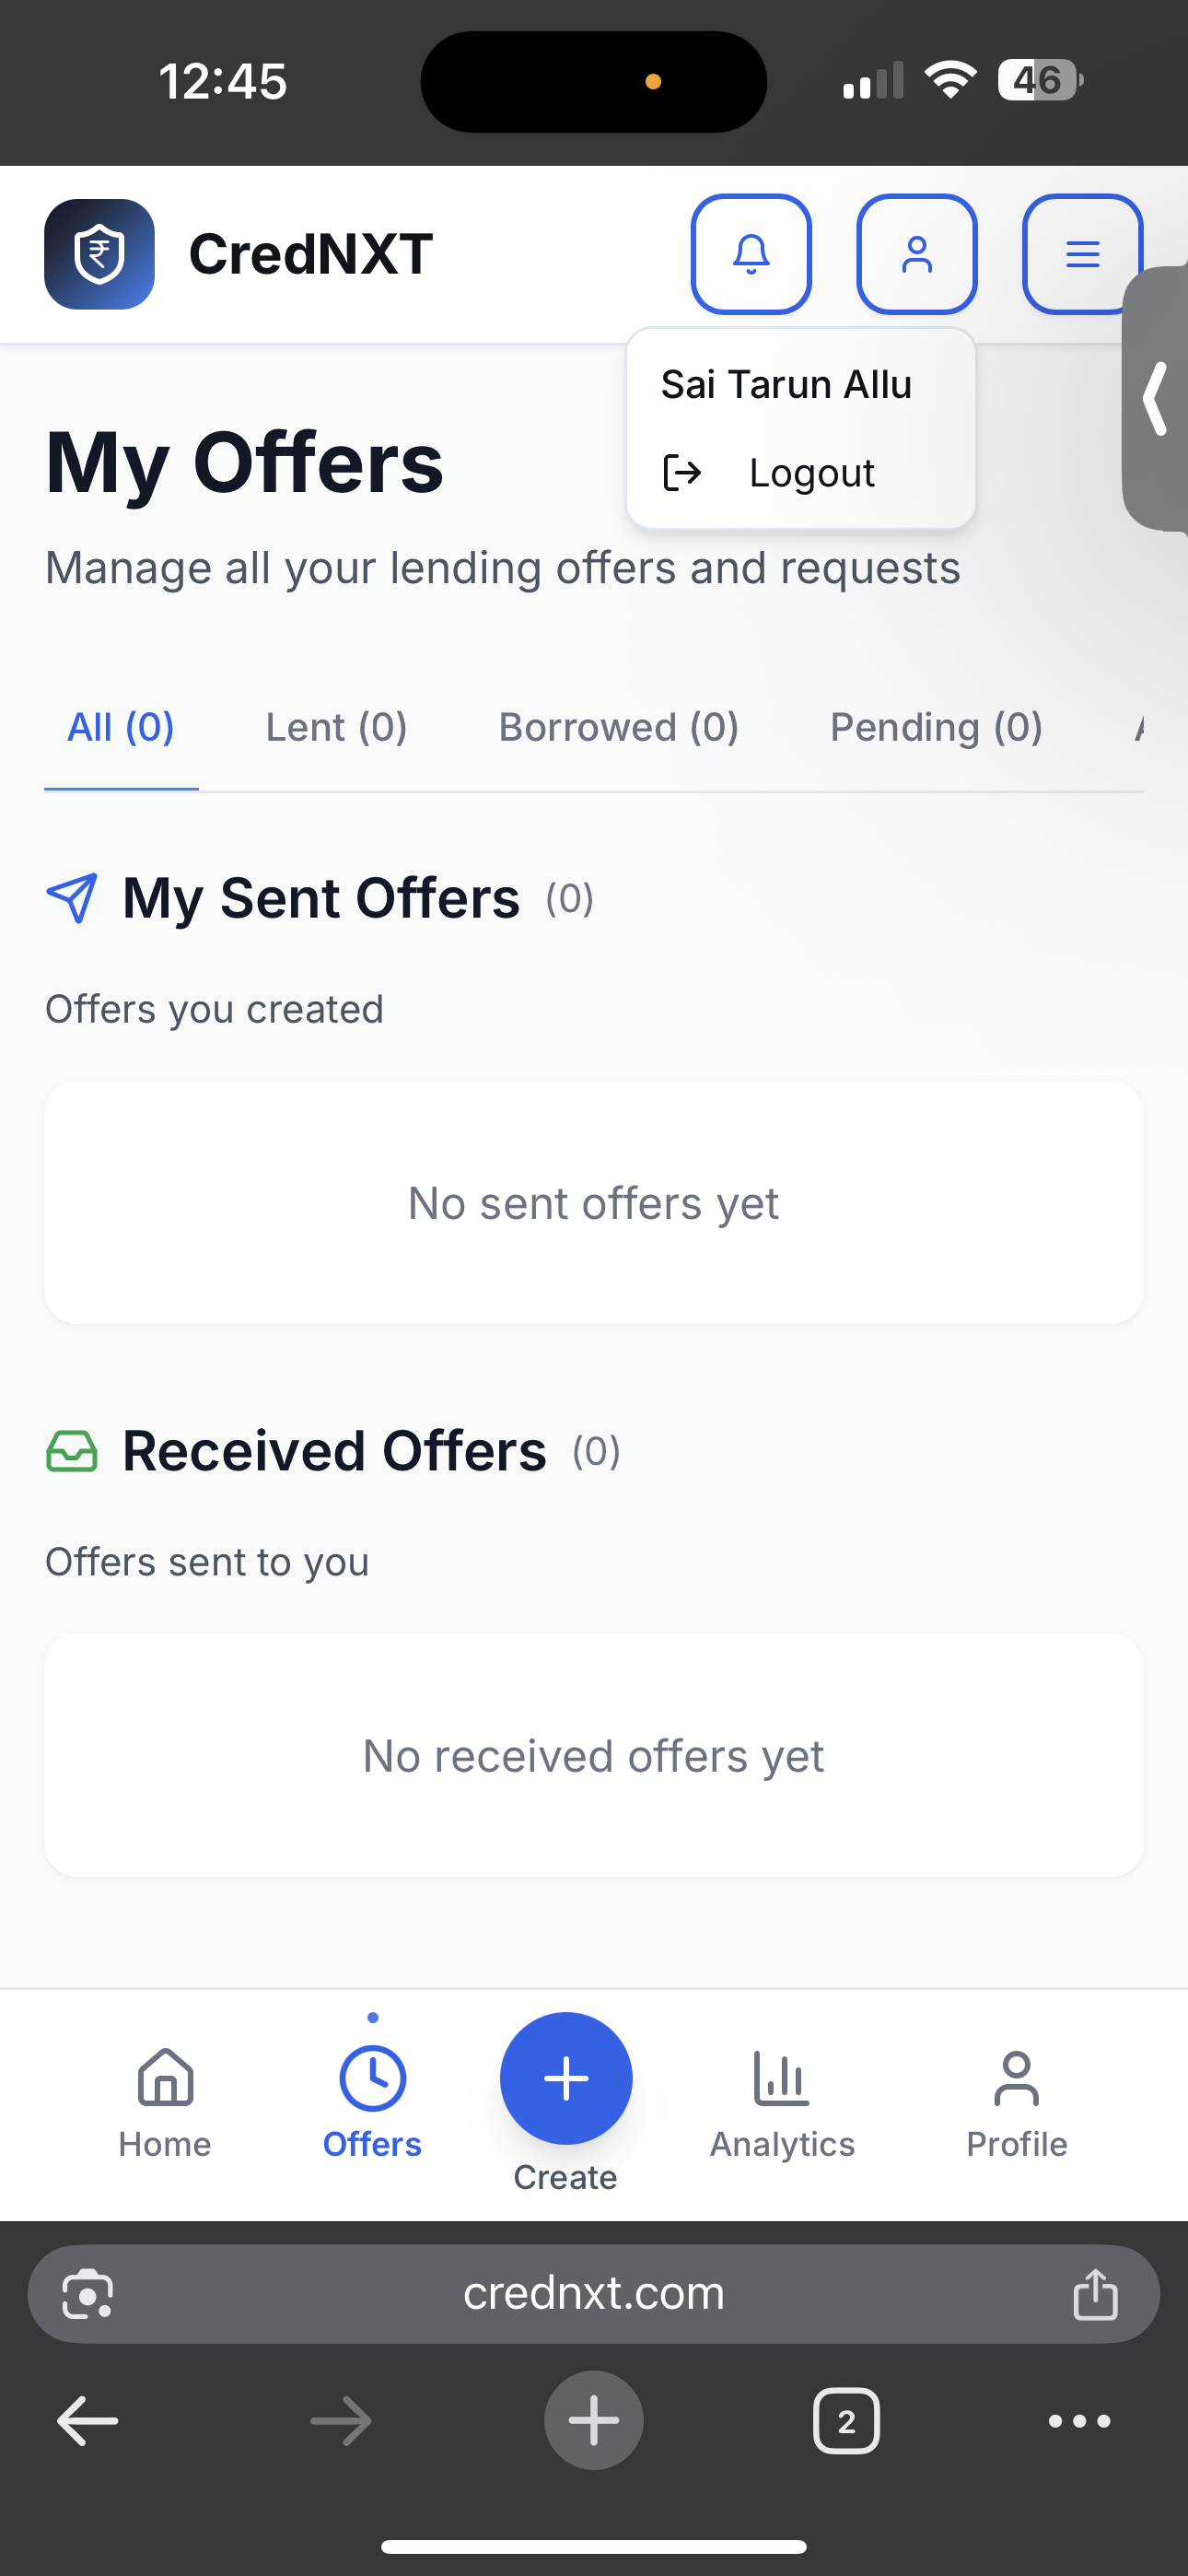 12:45
46
CredNXT
Sai Tarun Allu
Logout
My Offers
Manage all your lending offers and requests
All (0) Lent (0) Borrowed (0) Pending (0)
My Sent Offers (0)
Offers you created
No sent offers yet
Received Offers (0)
Offers sent to you
No received offers yet
Home Offers Create Analytics Profile
crednxt.com
2